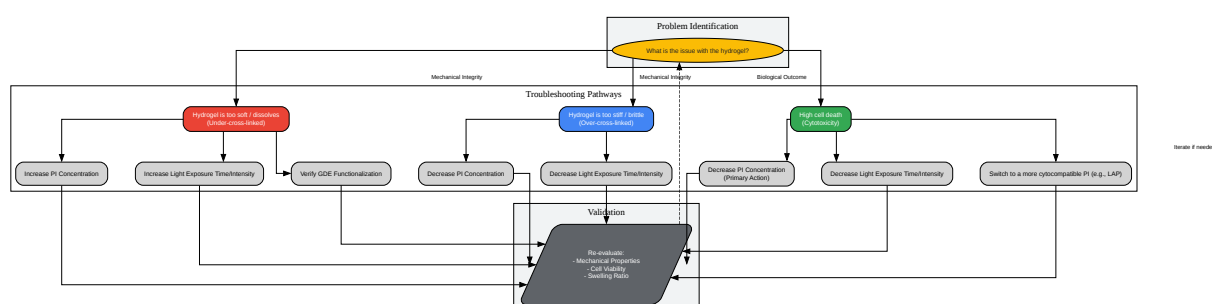 Problem Identification
What is the issue with the hydrogel?
Mechanical Integrity
Mechanical Integrity
Biological Outcome
Troubleshooting Pathways
Hydrogel is too soft / dissolves
(Under-cross-linked)
Hydrogel is too stiff / brittle
(Over-cross-linked)
High cell death
(Cytotoxicity)
Iterate if neede
Increase PI Concentration
Increase Light Exposure Time/Intensity
Verify GDE Functionalization
Decrease PI Concentration
Decrease Light Exposure Time/Intensity
Decrease PI Concentration
(Primary Action)
Decrease Light Exposure Time/Intensity
Switch to a more cytocompatible PI (e.g., LAP)
Validation
Re-evaluate:
- Mechanical Properties
- Cell Viability
- Swelling Ratio